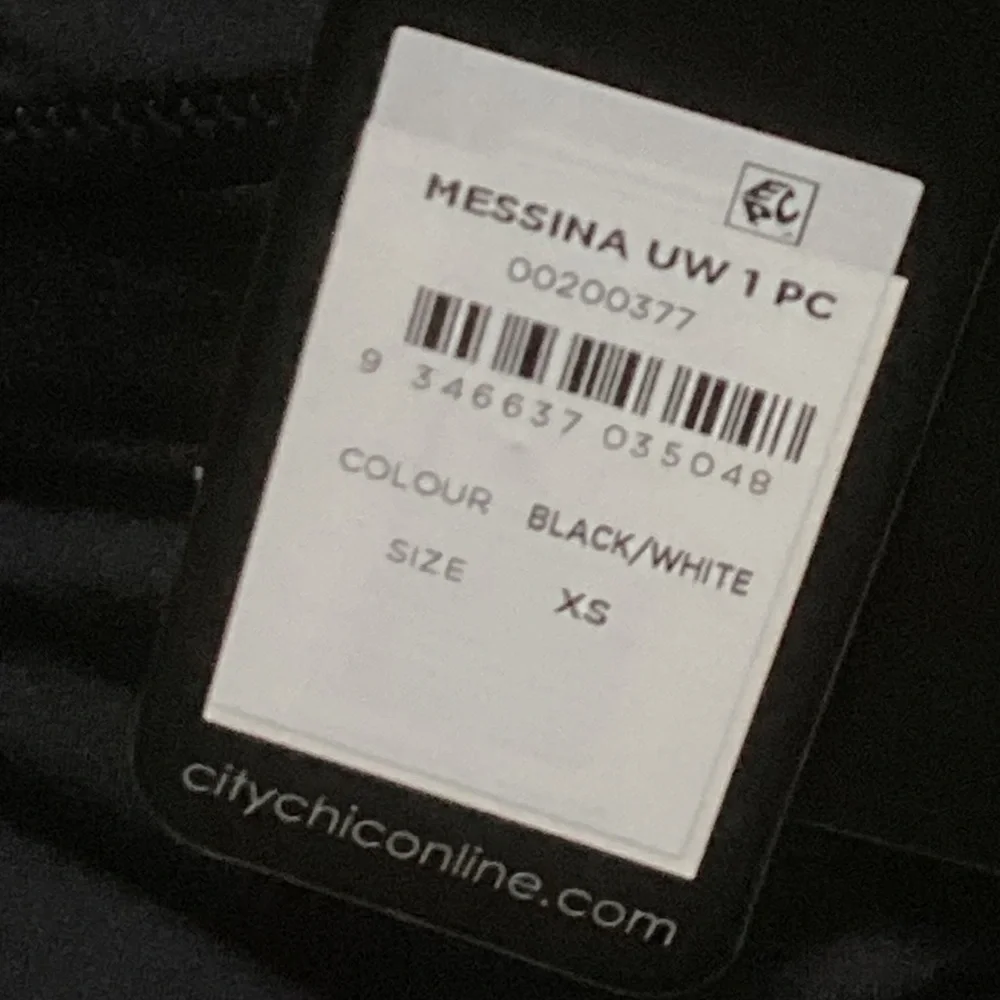 MESSINA UW 1 PC
00200377
9 346637 035048
COLOUR BLACK/WHITE
SIZE XS
citychiconline.com